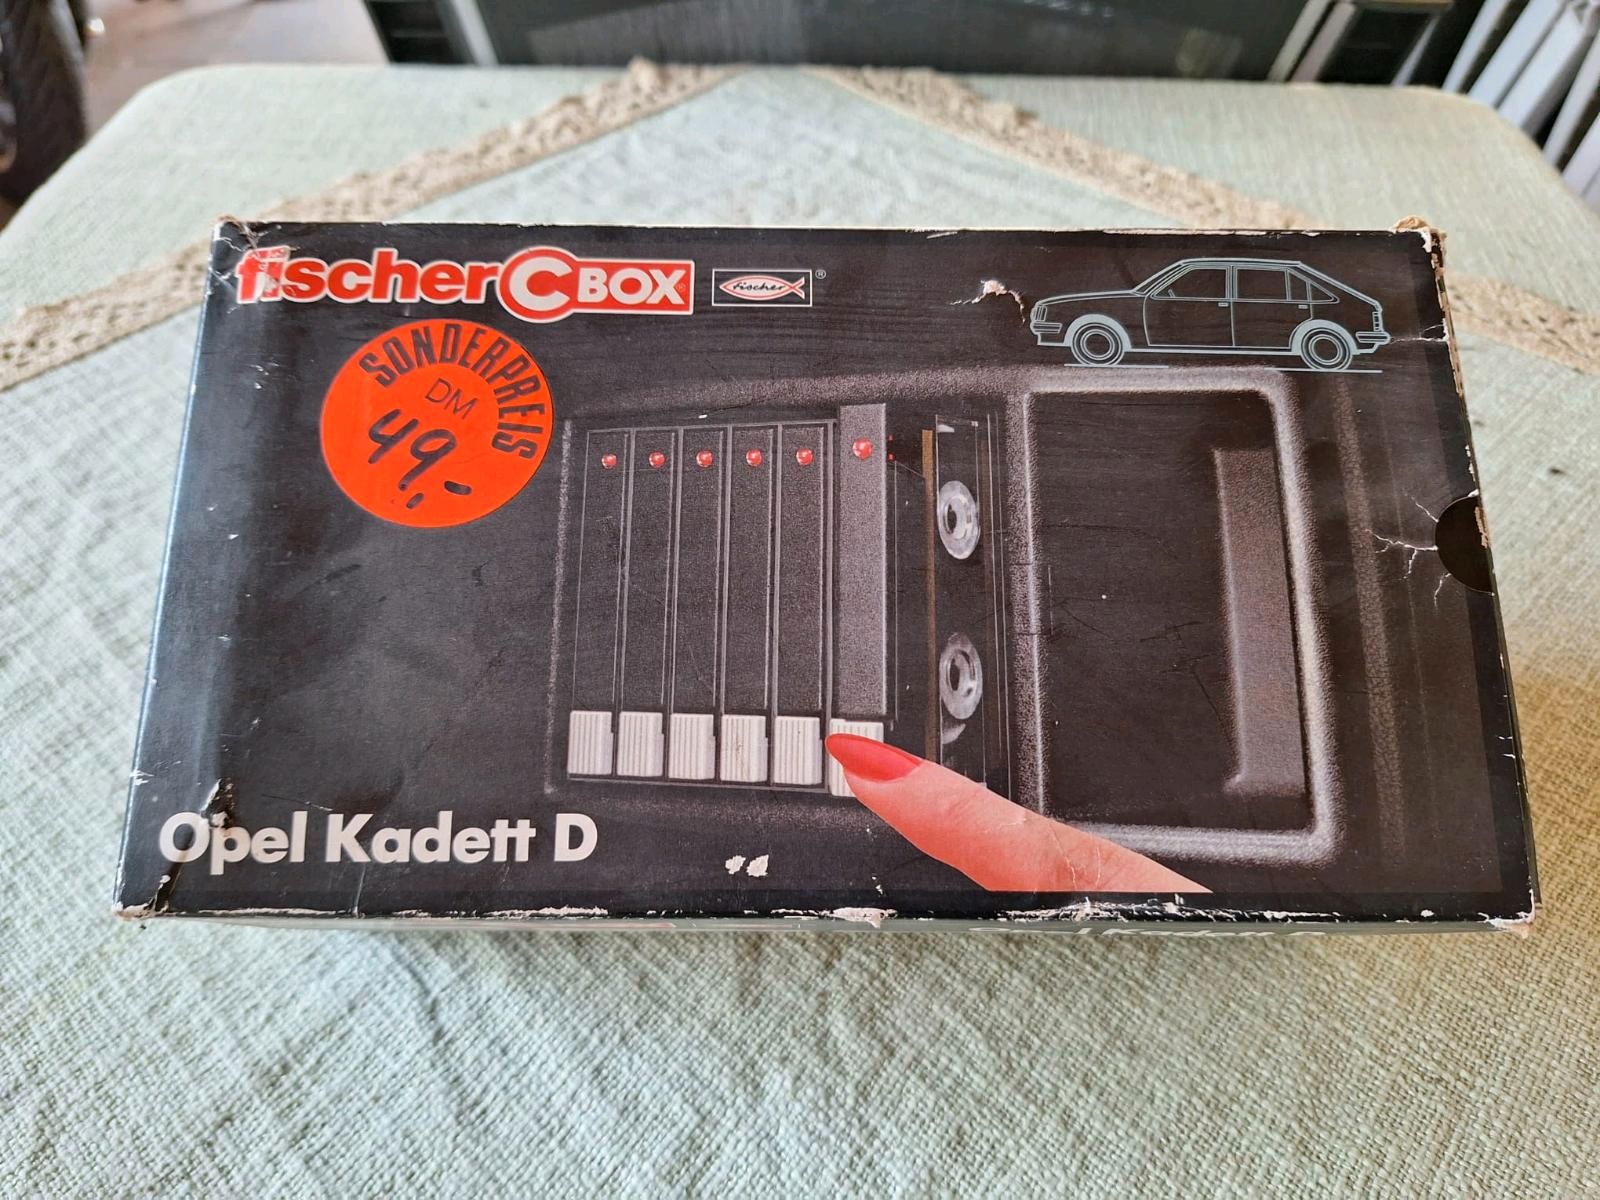 fischer C BOX®
fischer®
SONDERPREIS
DM
49,-
Opel Kadett D